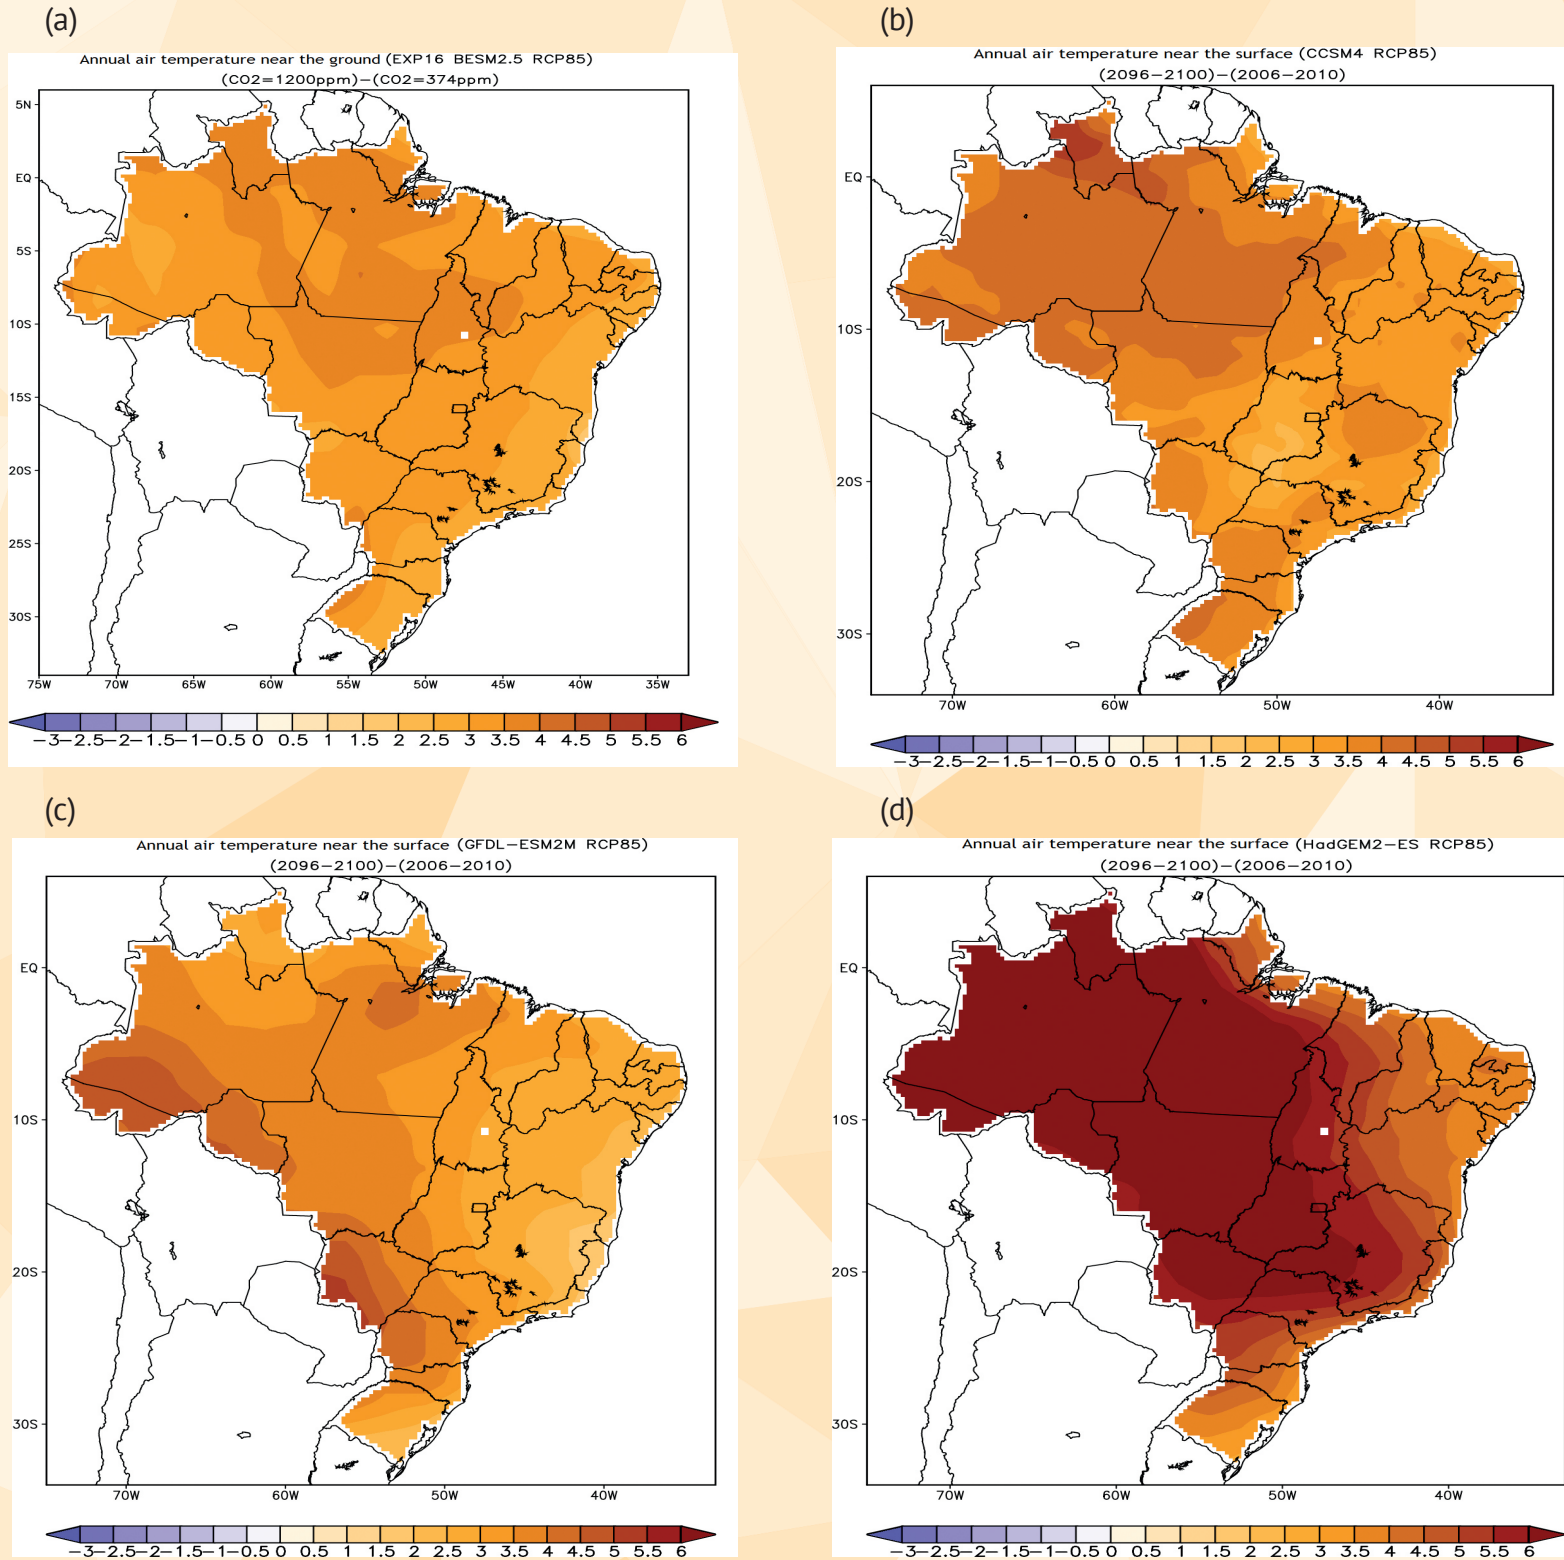 (a)
Annual air temperature near the ground (EXP16 BESM2.5 RCP85)
(CO2=1200ppm)−(CO2=374ppm)
5N
EQ
5S
10S
15S
20S
25S
30S
75W 70W 65W 60W 55W 50W 45W 40W 35W
−3−2.5−2−1.5−1−0.5 0 0.5 1 1.5 2 2.5 3 3.5 4 4.5 5 5.5 6
(b)
Annual air temperature near the surface (CCSM4 RCP85)
(2096−2100)−(2006−2010)
EQ
10S
20S
30S
70W 60W 50W 40W
−3−2.5−2−1.5−1−0.5 0 0.5 1 1.5 2 2.5 3 3.5 4 4.5 5 5.5 6
(c)
Annual air temperature near the surface (GFDL−ESM2M RCP85)
(2096−2100)−(2006−2010)
EQ
10S
20S
30S
70W 60W 50W 40W
−3−2.5−2−1.5−1−0.5 0 0.5 1 1.5 2 2.5 3 3.5 4 4.5 5 5.5 6
(d)
Annual air temperature near the surface (HadGEM2−ES RCP85)
(2096−2100)−(2006−2010)
EQ
10S
20S
30S
70W 60W 50W 40W
−3−2.5−2−1.5−1−0.5 0 0.5 1 1.5 2 2.5 3 3.5 4 4.5 5 5.5 6